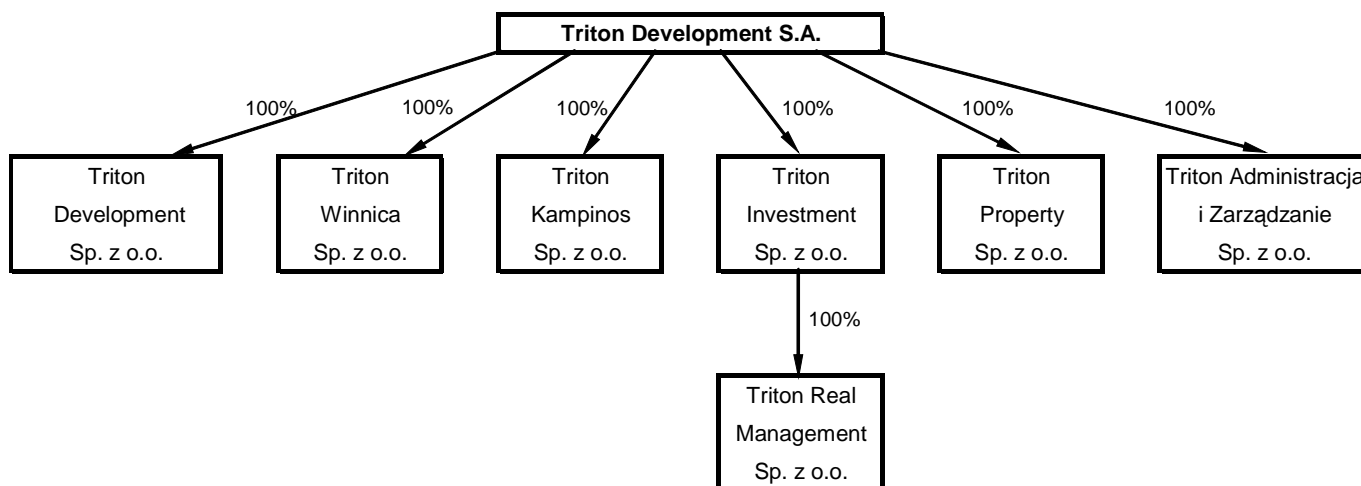 Triton Development S.A.
100%
100%
100%
100%
100%
100%
Triton
Development
Sp. z o.o.
Triton
Winnica
Sp. z o.o.
Triton
Kampinos
Sp. z o.o.
Triton
Investment
Sp. z o.o.
Triton
Property
Sp. z o.o.
Triton Administracja
i Zarządzanie
Sp. z o.o.
100%
Triton Real
Management
Sp. z o.o.